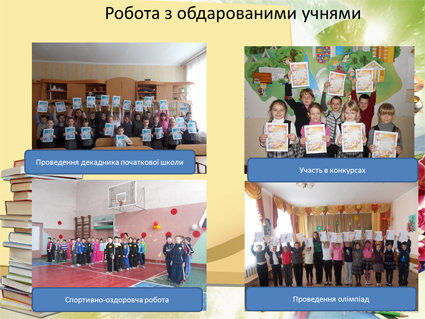 Робота з обдарованими учнями
Проведення декадника початкової школи
Участь в конкурсах
Спортивно-оздоровча робота
Проведення олімпіад